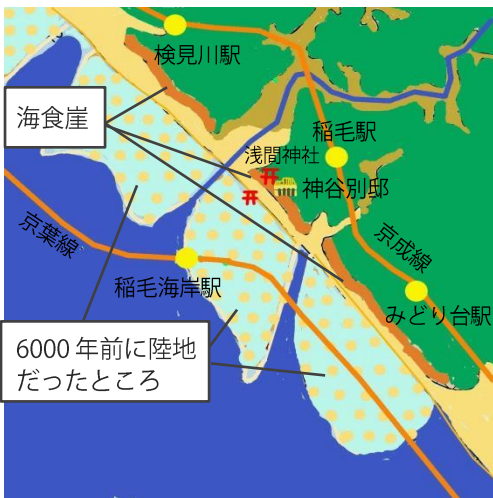 検見川駅
海食崖
稲毛駅
浅間神社
神谷別邸
京葉線
京成線
稲毛海岸駅
みどり台駅
6000 年前に陸地
だったところ